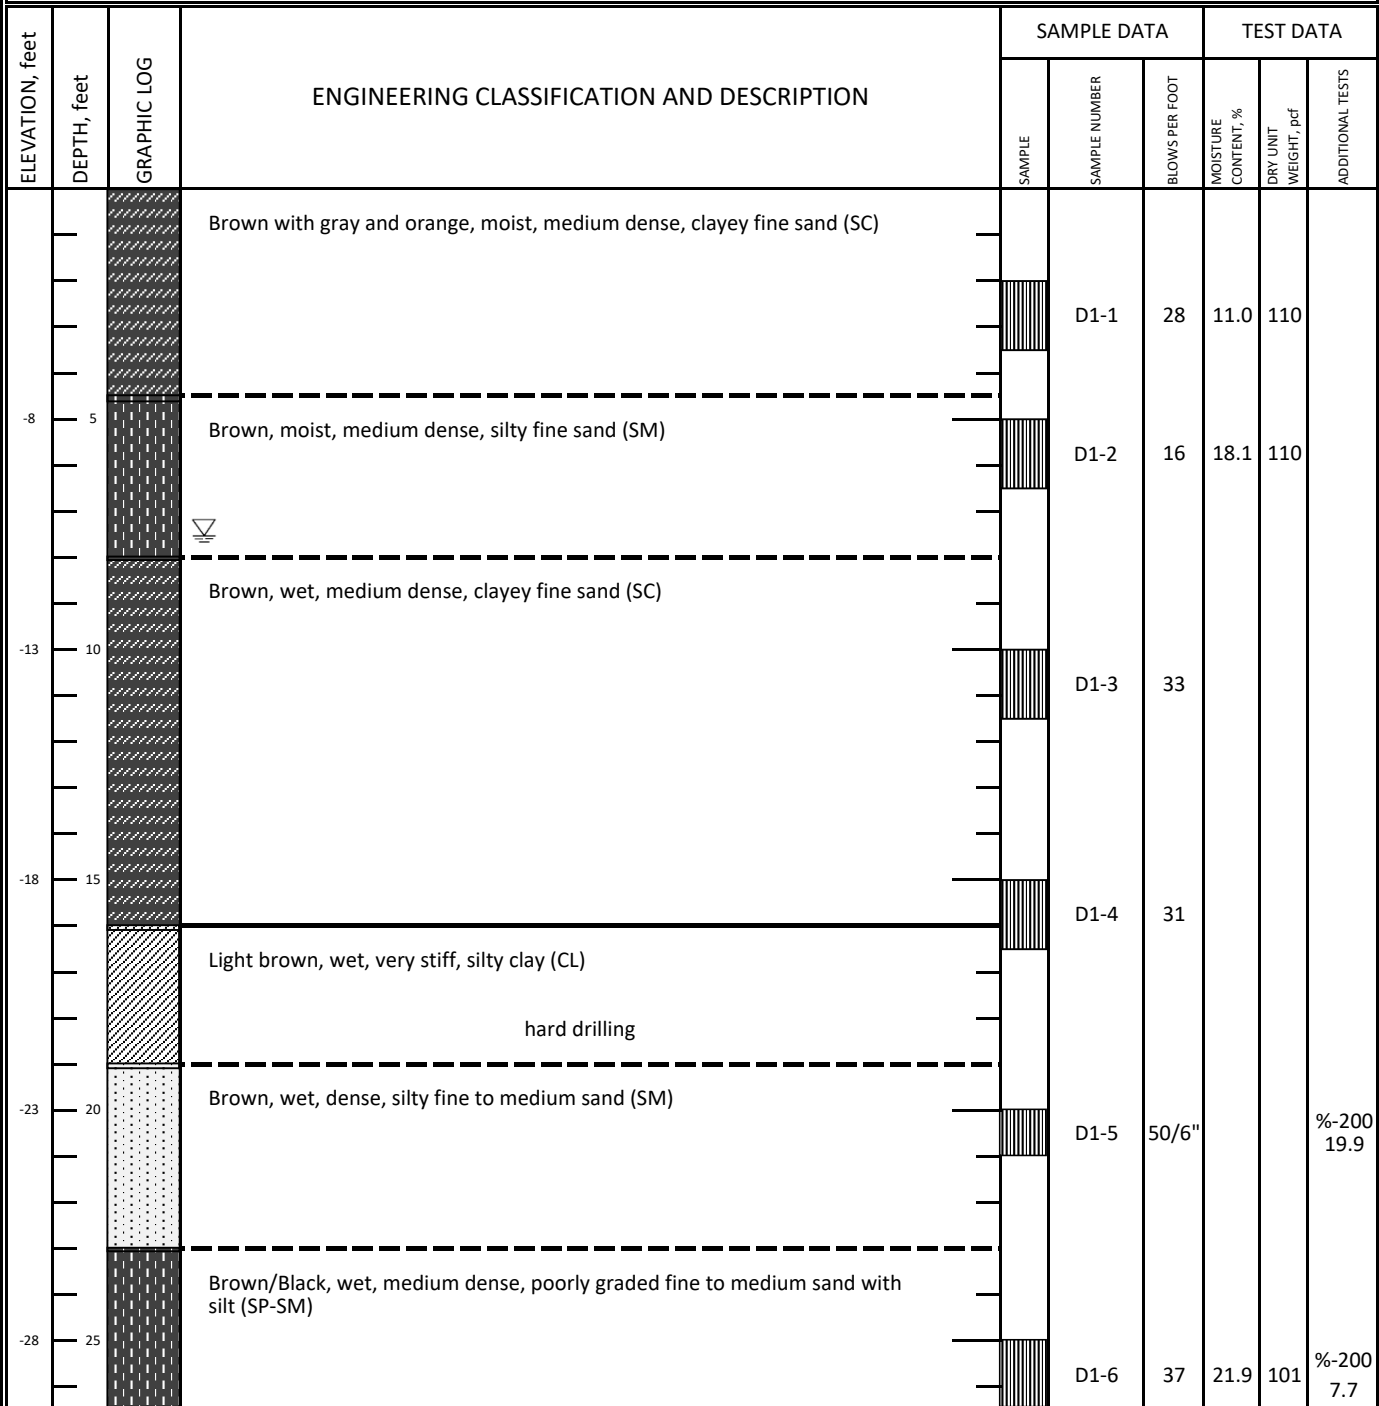 SAMPLE DATA
TEST DATA
ELEVATION, feet
DEPTH, feet
GRAPHIC LOG
ENGINEERING CLASSIFICATION AND DESCRIPTION
SAMPLE
SAMPLE NUMBER
BLOWS PER FOOT
MOISTURE
CONTENT, %
DRY UNIT
WEIGHT, pcf
ADDITIONAL TESTS
Brown with gray and orange, moist, medium dense, clayey fine sand (SC)
D1-1 28 11.0 110
-8 5
Brown, moist, medium dense, silty fine sand (SM)
D1-2 16 18.1 110
Brown, wet, medium dense, clayey fine sand (SC)
-13 10
D1-3 33
-18 15
D1-4 31
Light brown, wet, very stiff, silty clay (CL)
hard drilling
Brown, wet, dense, silty fine to medium sand (SM)
-23 20
D1-5 50/6"
%-200
19.9
Brown/Black, wet, medium dense, poorly graded fine to medium sand with
silt (SP-SM)
-28 25
D1-6 37 21.9 101
%-200
7.7